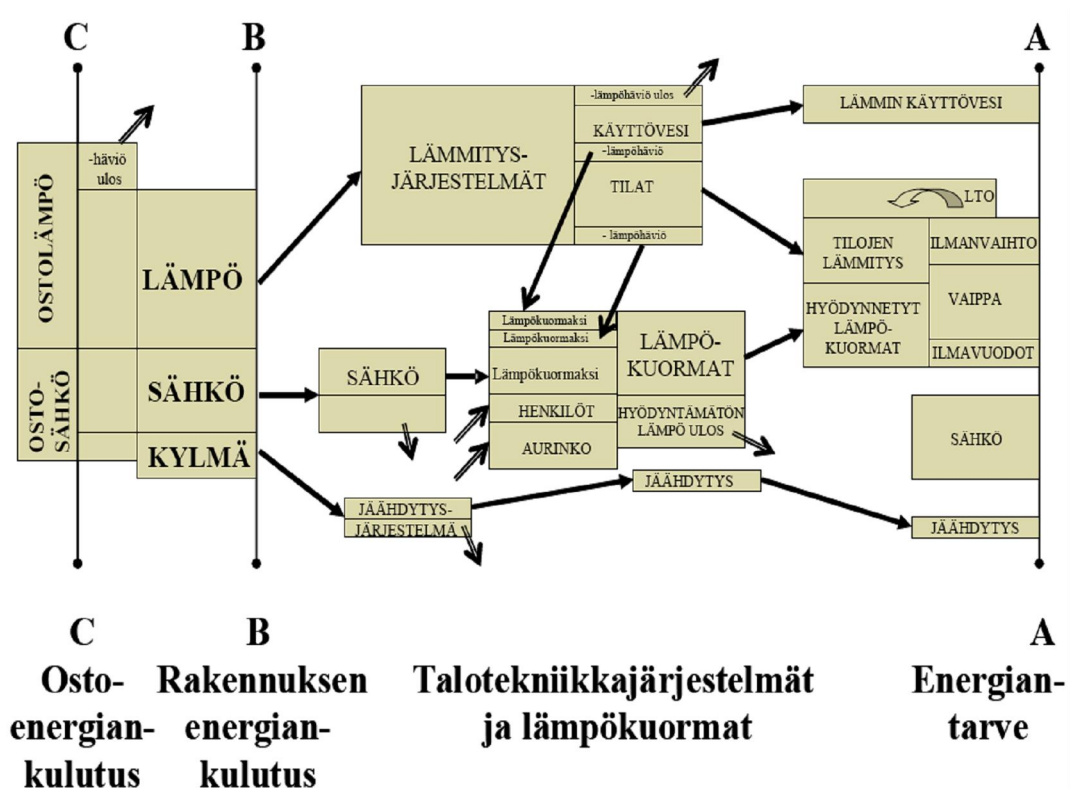 C
B
A
-häviö
ulos
OSTOLÄMPÖ
OSTO-
SÄHKÖ
LÄMPÖ
SÄHKÖ
KYLMÄ
LÄMMITYS-
JÄRJESTELMÄT
-lämpöhäviö ulos
KÄYTTÖVESI
-lämpöhäviö
TILAT
- lämpöhäviö
LÄMMIN KÄYTTÖVESI
LTO
TILOJEN
LÄMMITYS
ILMANVAIHTO
VAIPPA
HYÖDYNNETYT
LÄMPÖ-
KUORMAT
ILMAVUODOT
SÄHKÖ
Lämpökuormaksi
Lämpökuormaksi
Lämpökuormaksi
HENKILÖT
AURINKO
LÄMPÖ-
KUORMAT
HYÖDYNTÄMÄTÖN
LÄMPÖ ULOS
SÄHKÖ
JÄÄHDYTYS-
JÄRJESTELMÄ
JÄÄHDYTYS
JÄÄHDYTYS
C
B
A
Osto-
energian-
kulutus
Rakennuksen
energian-
kulutus
Talotekniikkajärjestelmät
ja lämpökuormat
Energian-
tarve